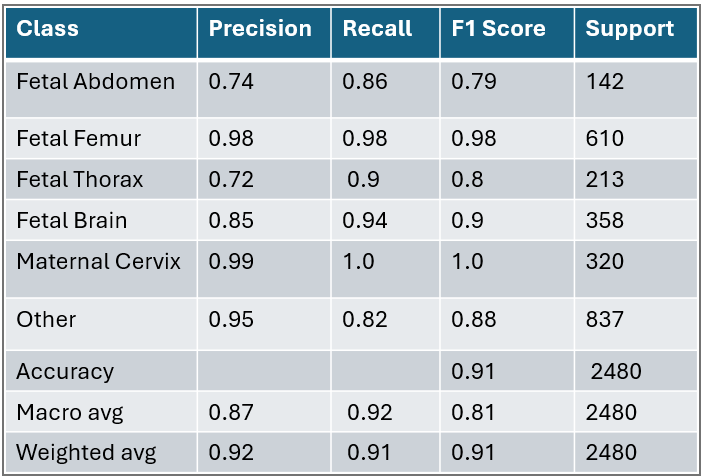 Class Precision Recall F1 Score Support
Fetal Abdomen 0.74 0.86 0.79 142
Fetal Femur 0.98 0.98 0.98 610
Fetal Thorax 0.72 0.9 0.8 213
Fetal Brain 0.85 0.94 0.9 358
Maternal Cervix 0.99 1.0 1.0 320
Other 0.95 0.82 0.88 837
Accuracy 0.91 2480
Macro avg 0.87 0.92 0.81 2480
Weighted avg 0.92 0.91 0.91 2480